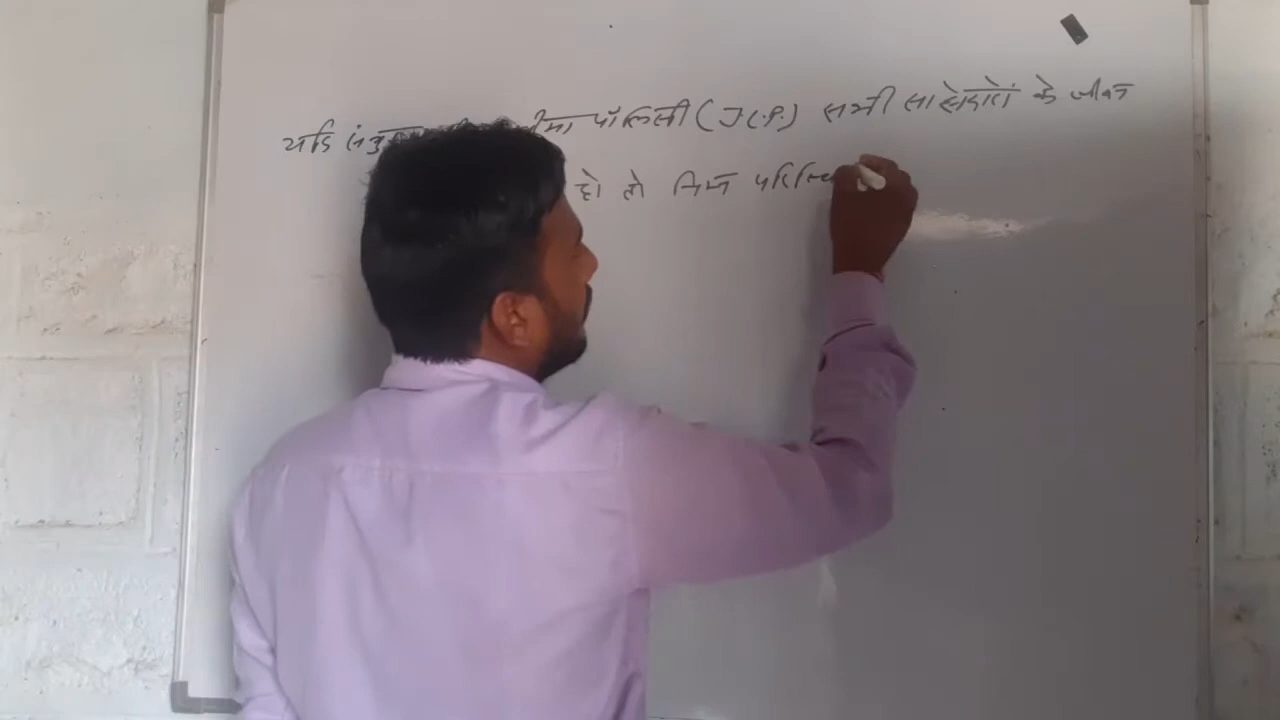 यदि संयु मा पॉलिसी (J.L.P.) सभी साझेदारों के जीवन
हो तो निम्न परिस्थि